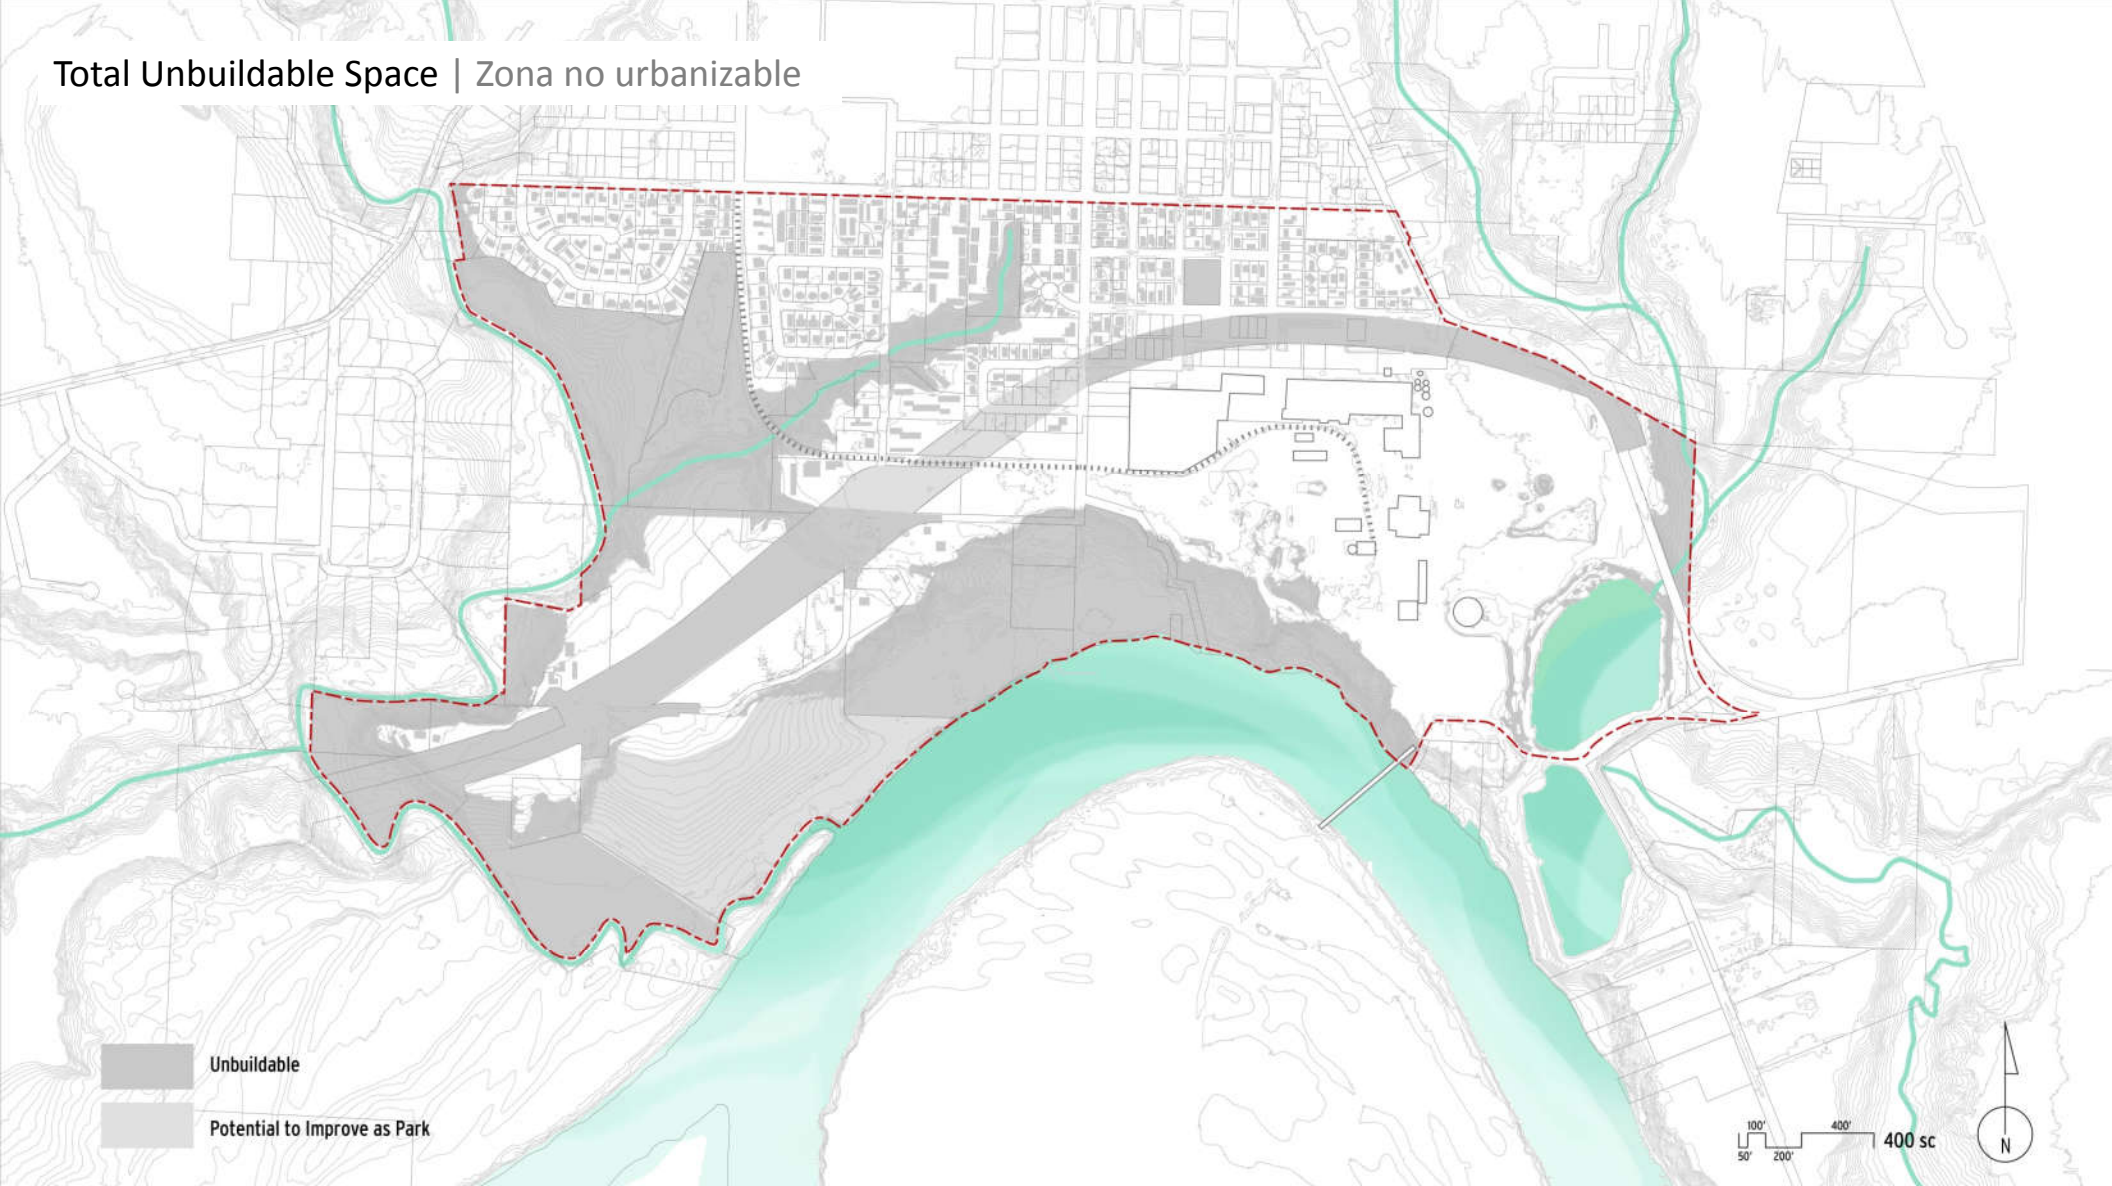 Total Unbuildable Space | Zona no urbanizable
Unbuildable
Potential to Improve as Park
100' 400'
400 sc
50' 200'
N